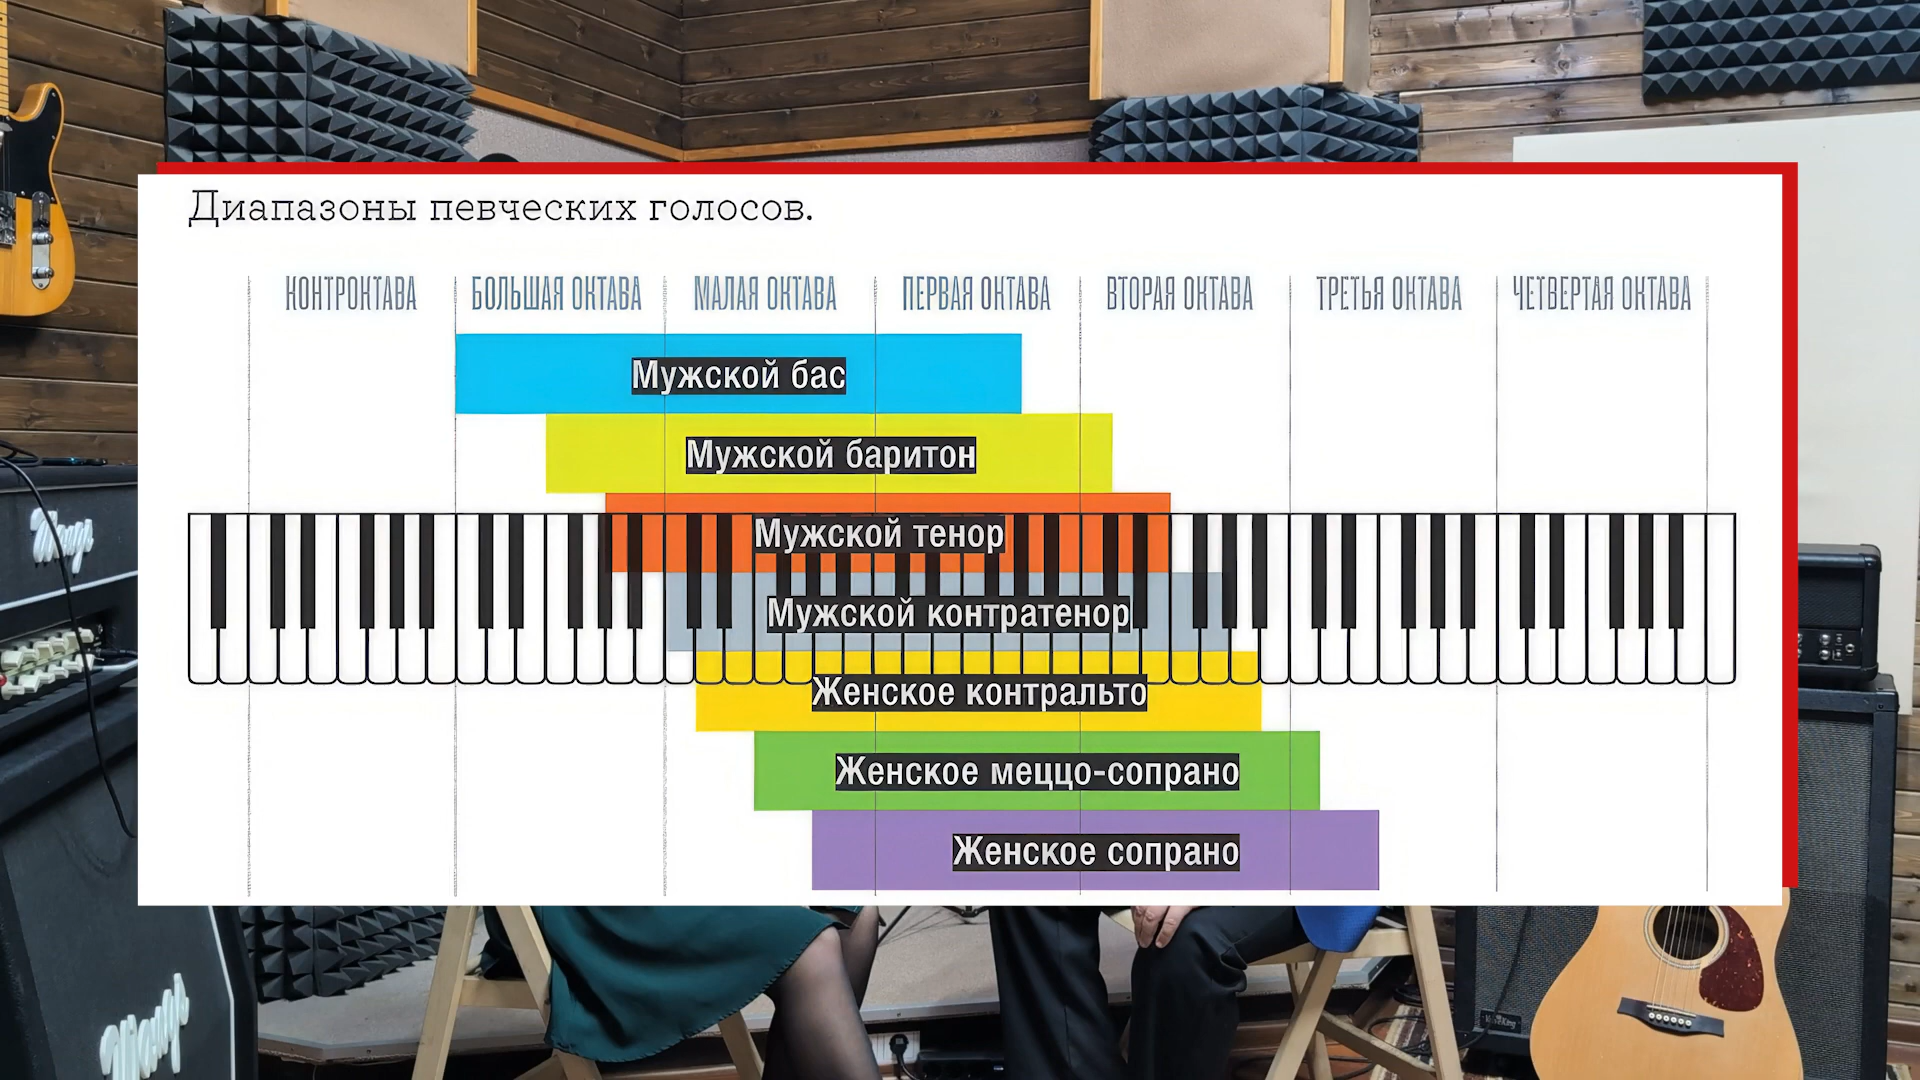 Диапазоны певческих голосов.
КОНТРОКТАВА БОЛЬШАЯ ОКТАВА МАЛАЯ ОКТАВА ПЕРВАЯ ОКТАВА ВТОРАЯ ОКТАВА ТРЕТЬЯ ОКТАВА ЧЕТВЕРТАЯ ОКТАВА
Мужской бас
Мужской баритон
Мужской тенор
Мужской контратенор
Женское контральто
Женское меццо-сопрано
Женское сопрано